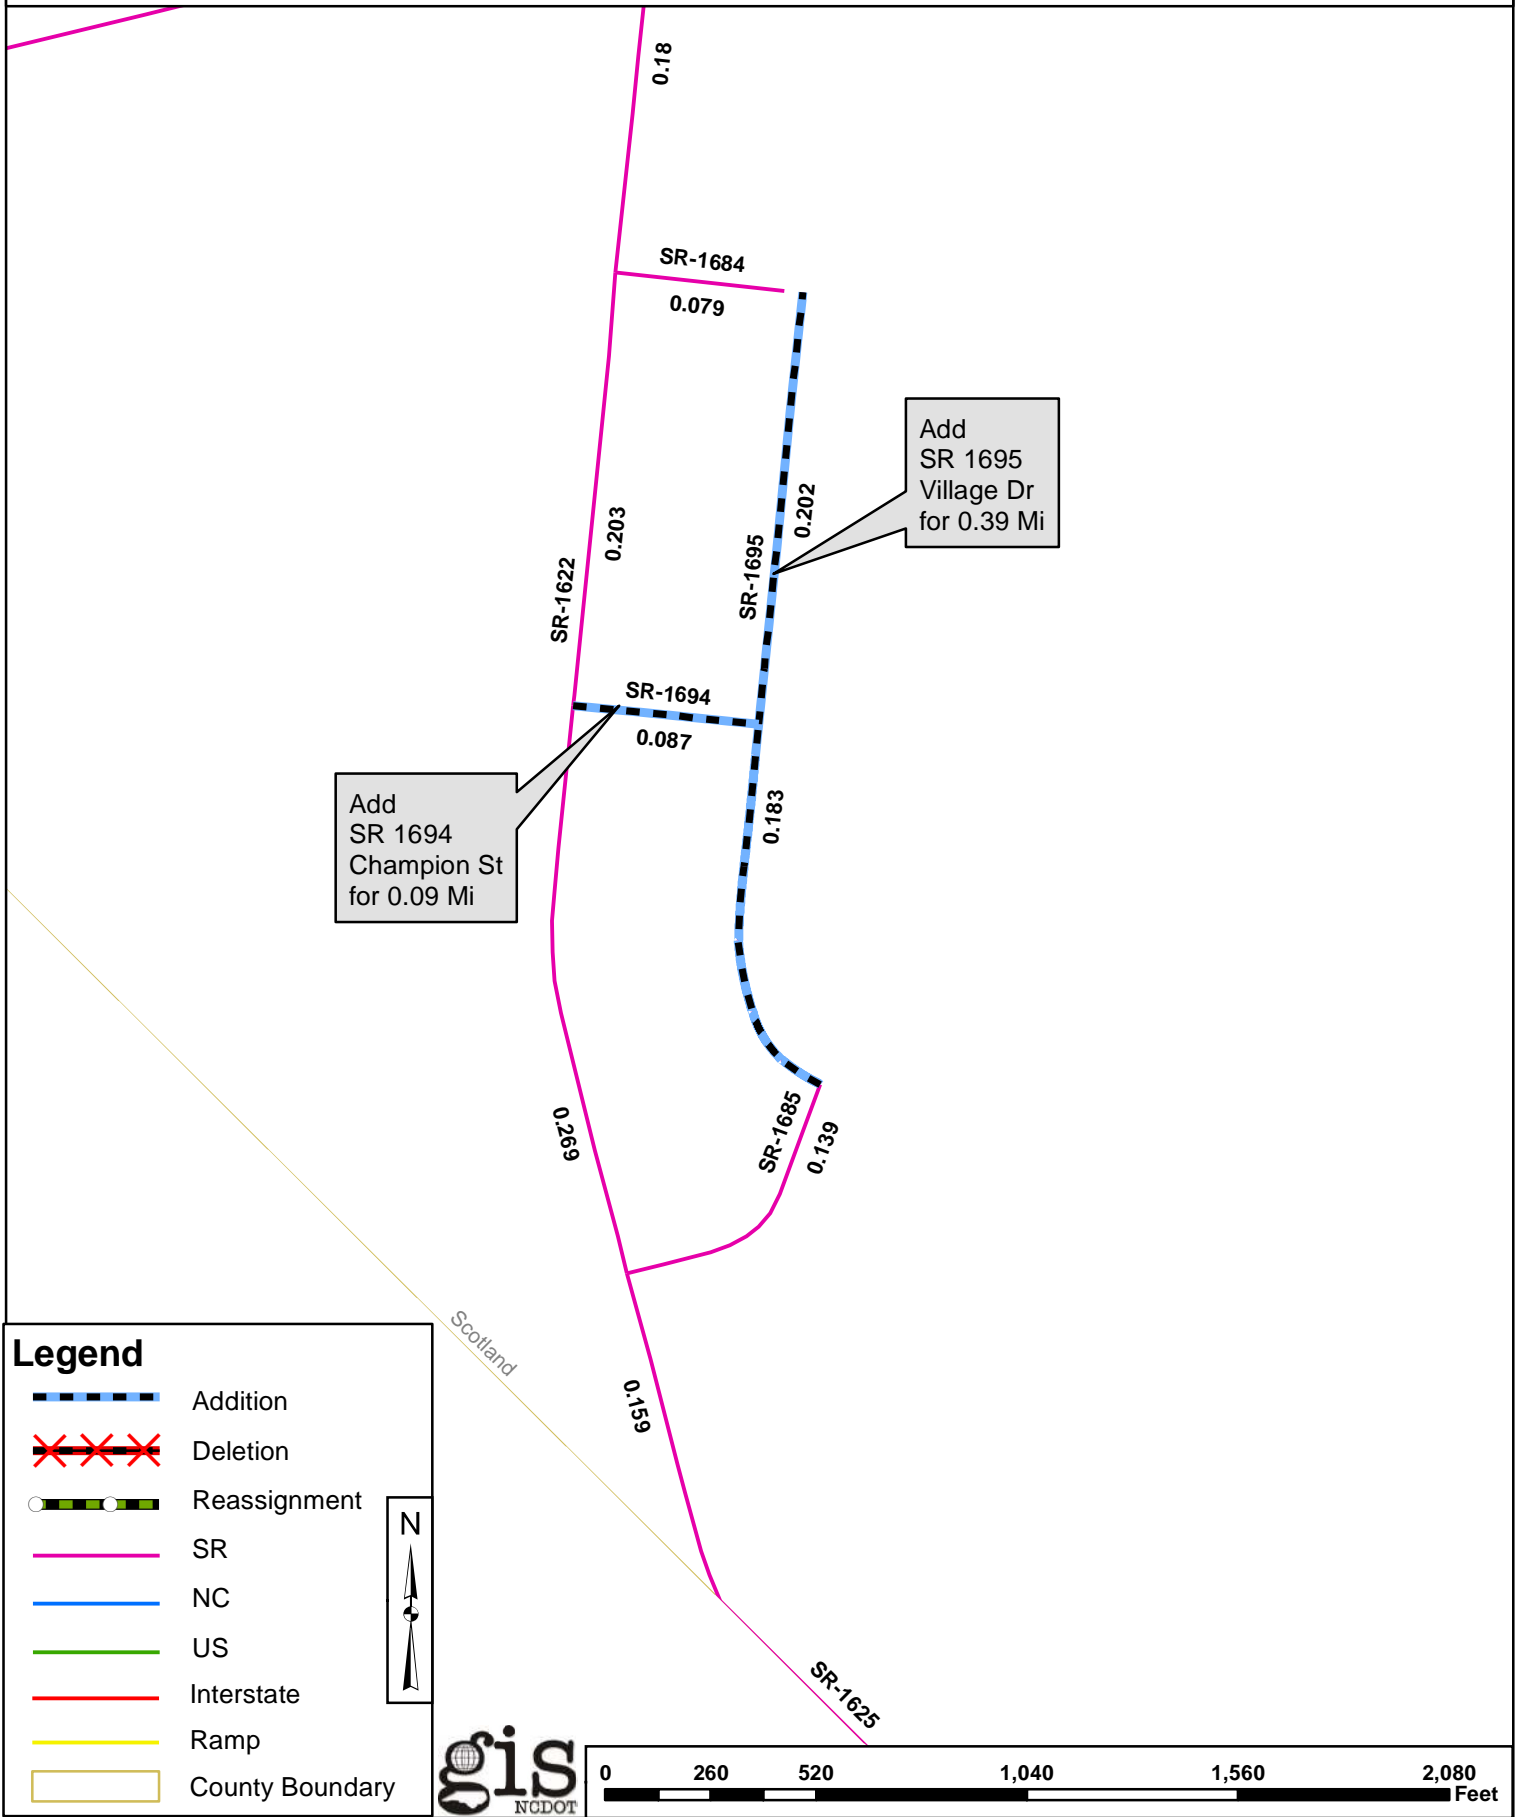 0.18
SR-1684
0.079
Add
SR 1695
Village Dr
for 0.39 Mi
0.202
0.203
SR-1695
SR-1622
SR-1694
0.087
Add
SR 1694
Champion St
for 0.09 Mi
0.183
SR-1685
0.139
0.269
Scotland
0.159
SR-1625
Legend
Addition
Deletion
Reassignment
SR
NC
US
Interstate
Ramp
County Boundary
N
gis
NCDOT
0 260 520 1,040 1,560 2,080
Feet